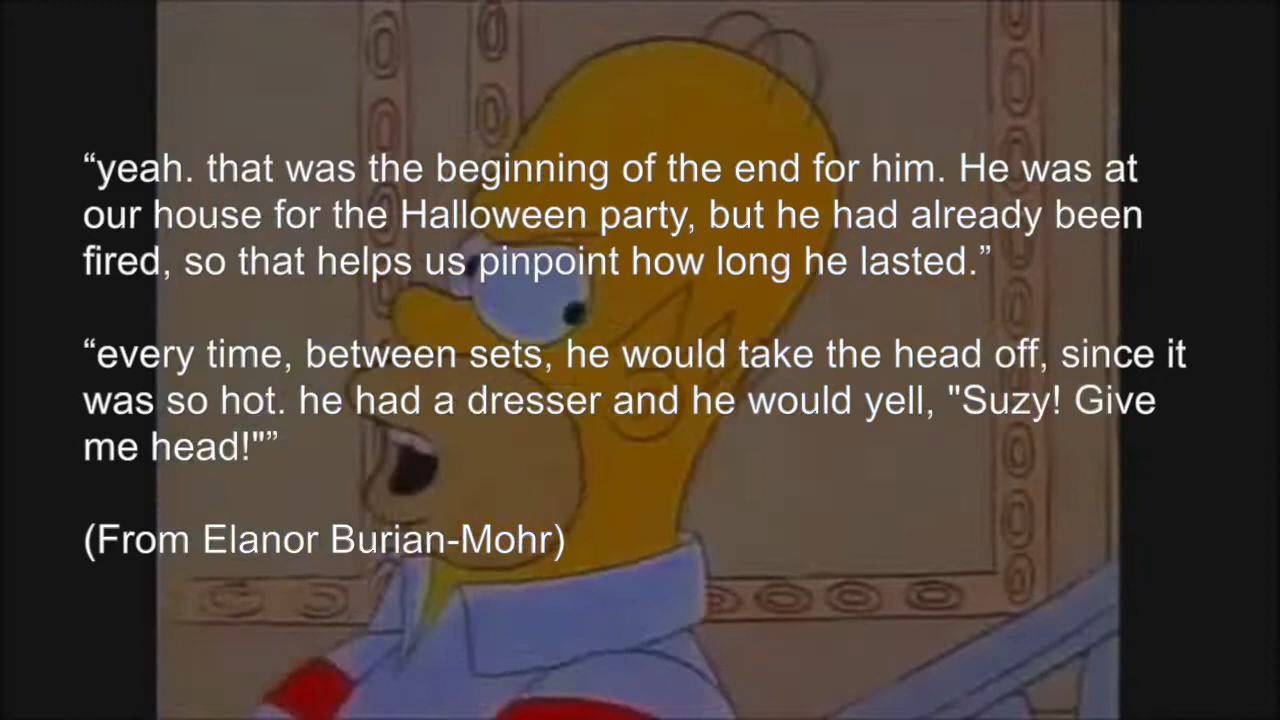 “yeah. that was the beginning of the end for him. He was at
our house for the Halloween party, but he had already been
fired, so that helps us pinpoint how long he lasted.”
“every time, between sets, he would take the head off, since it
was so hot. he had a dresser and he would yell, "Suzy! Give
me head!"”
(From Elanor Burian-Mohr)